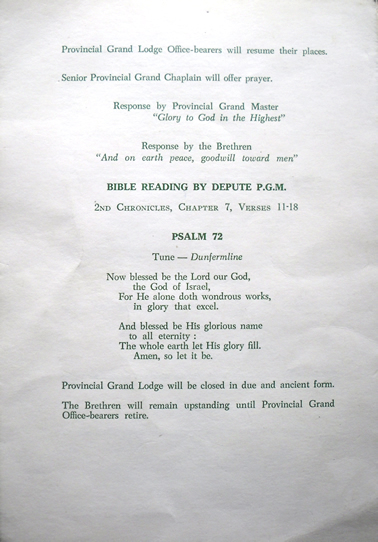 Provincial Grand Lodge Office-bearers will resume their places.
Senior Provincial Grand Chaplain will offer prayer.
Response by Provincial Grand Master
"Glory to God in the Highest"
Response by the Brethren
"And on earth peace, goodwill toward men"
BIBLE READING BY DEPUTE P.G.M.
2nd Chronicles, Chapter 7, Verses 11-18
PSALM 72
Tune — Dunfermline
Now blessed be the Lord our God,
the God of Israel,
For He alone doth wondrous works,
in glory that excel.
And blessed be His glorious name
to all eternity :
The whole earth let His glory fill.
Amen, so let it be.
Provincial Grand Lodge will be closed in due and ancient form.
The Brethren will remain upstanding until Provincial Grand
Office-bearers retire.